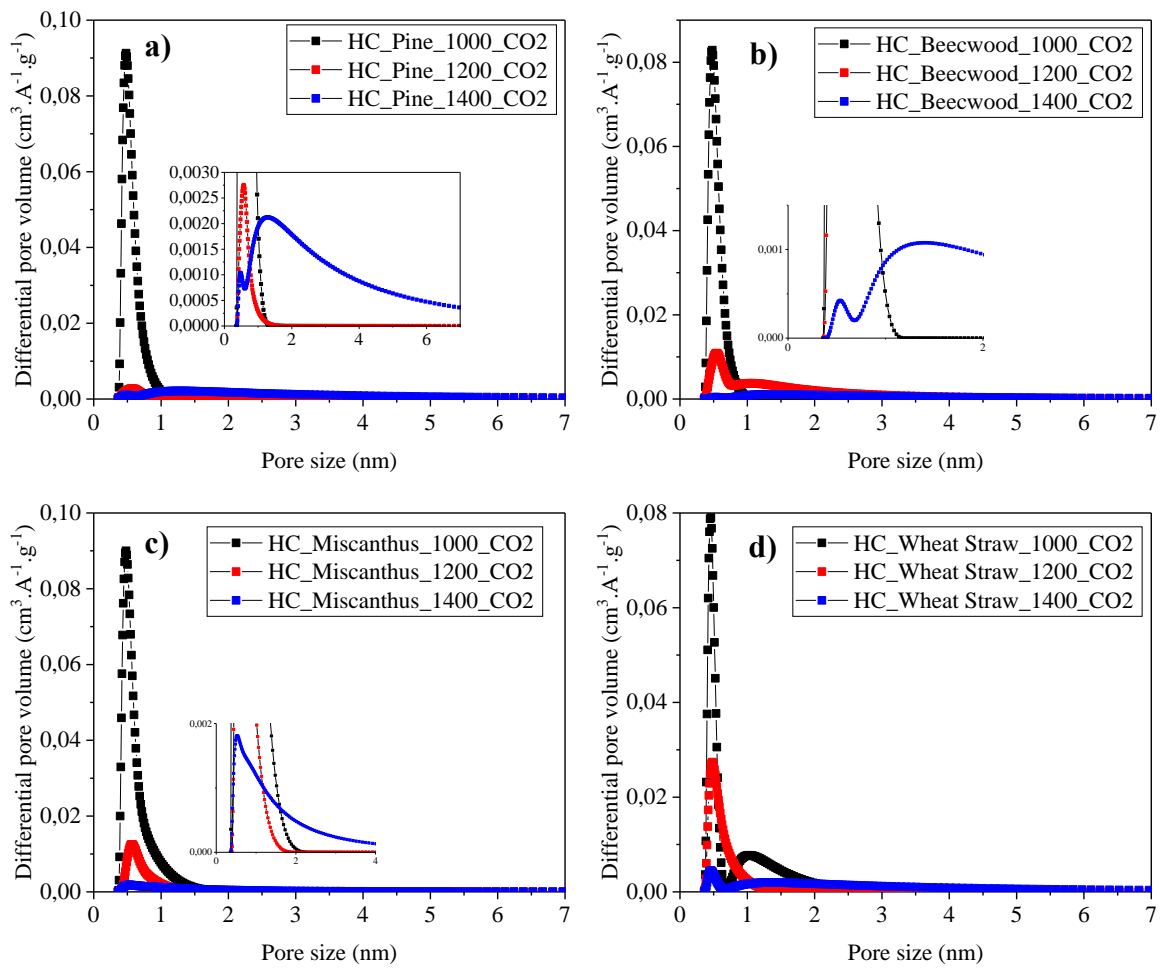 a)
HC_Pine_1000_CO2
HC_Pine_1200_CO2
HC_Pine_1400_CO2
Differential pore volume (cm³.A⁻¹.g⁻¹)
0,10
0,08
0,06
0,04
0,02
0,00
0 1 2 3 4 5 6 7
Pore size (nm)
0,0030
0,0025
0,0020
0,0015
0,0010
0,0005
0,0000
0 2 4 6
b)
HC_Beecwood_1000_CO2
HC_Beecwood_1200_CO2
HC_Beecwood_1400_CO2
Differential pore volume (cm³.A⁻¹.g⁻¹)
0,08
0,06
0,04
0,02
0,00
0 1 2 3 4 5 6 7
Pore size (nm)
0,001
0,000
0 2
c)
HC_Miscanthus_1000_CO2
HC_Miscanthus_1200_CO2
HC_Miscanthus_1400_CO2
Differential pore volume (cm³.A⁻¹.g⁻¹)
0,10
0,08
0,06
0,04
0,02
0,00
0 1 2 3 4 5 6 7
Pore size (nm)
0,002
0,000
0 2 4
d)
HC_Wheat Straw_1000_CO2
HC_Wheat Straw_1200_CO2
HC_Wheat Straw_1400_CO2
Differential pore volume (cm³.A⁻¹.g⁻¹)
0,08
0,06
0,04
0,02
0,00
0 1 2 3 4 5 6 7
Pore size (nm)